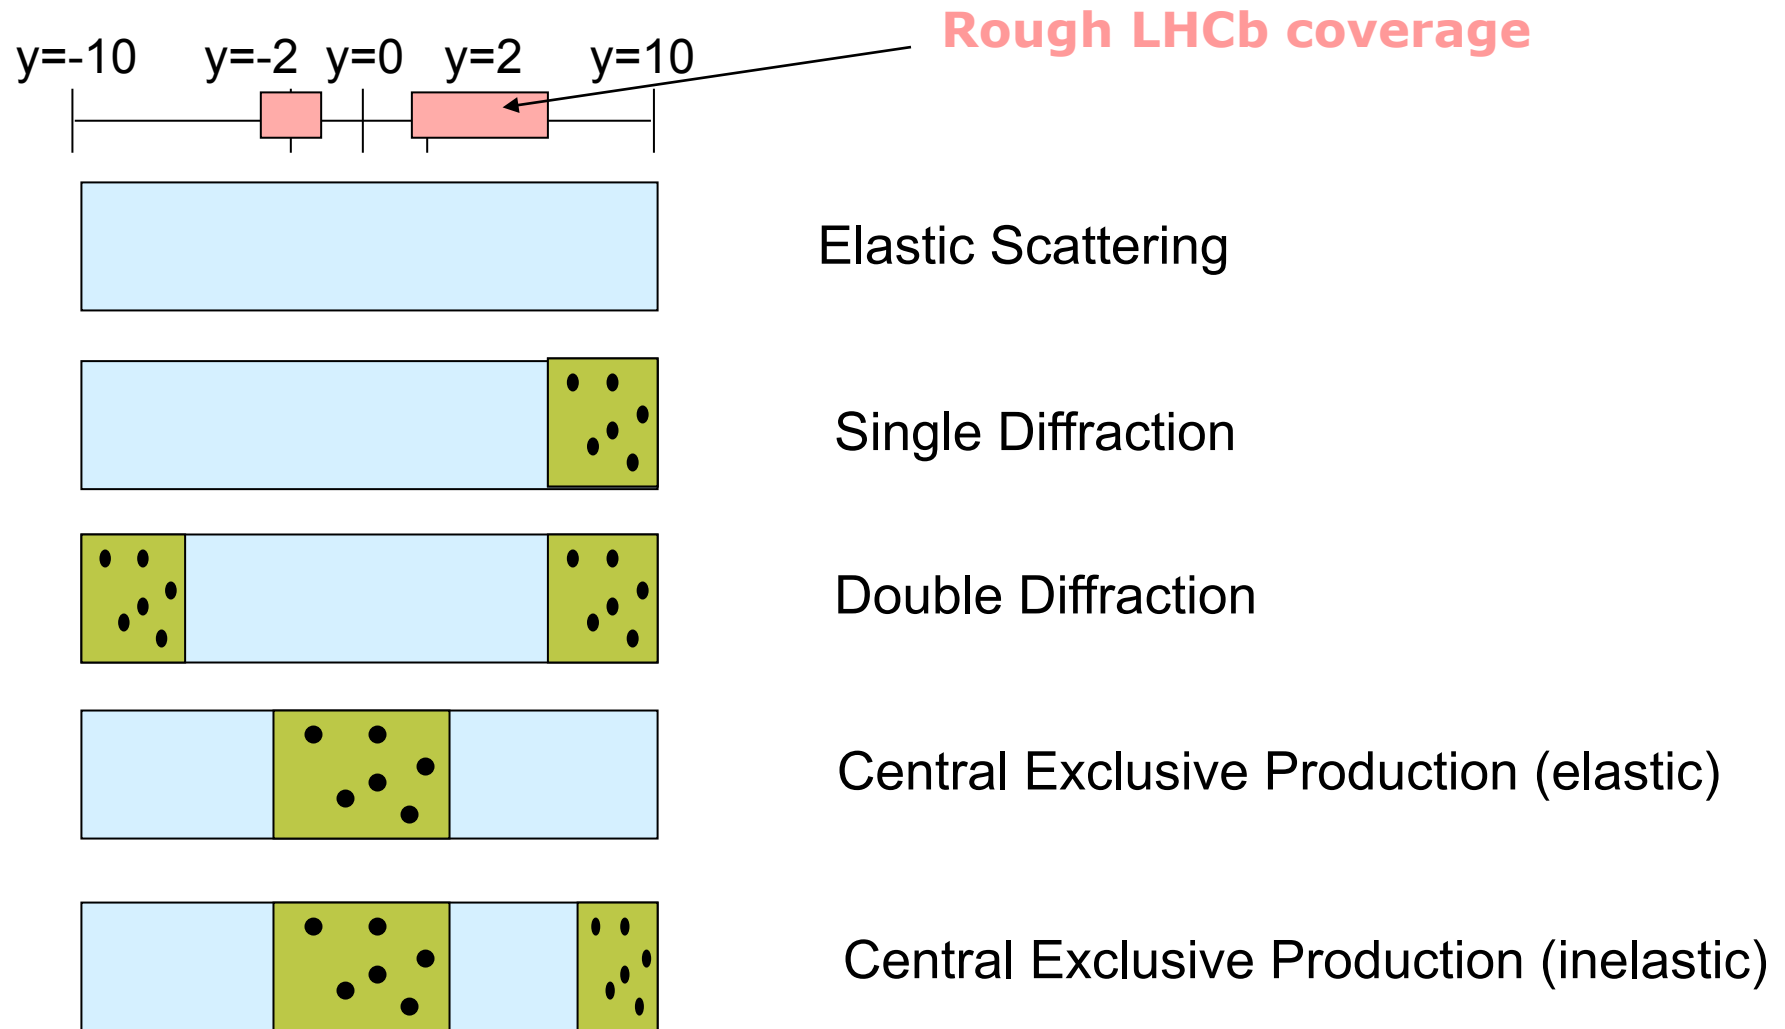 Rough LHCb coverage
y=-10 y=-2 y=0 y=2 y=10
Elastic Scattering
Single Diffraction
Double Diffraction
Central Exclusive Production (elastic)
Central Exclusive Production (inelastic)